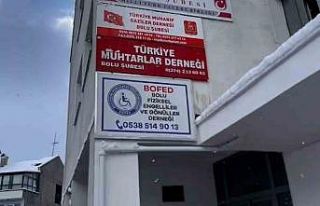 ŞUBESİ
TÜRKİYE MUHARİP
GAZİLER DERNEĞİ
BOLU ŞUBESİ
TÜRKİYE
MUHTARLAR DERNEĞİ
BOLU ŞUBESİ
BOFED
BOLU
FİZİKSEL
ENGELLİLER
VE GÖNÜLLER
DERNEĞİ
0538 514 90 13